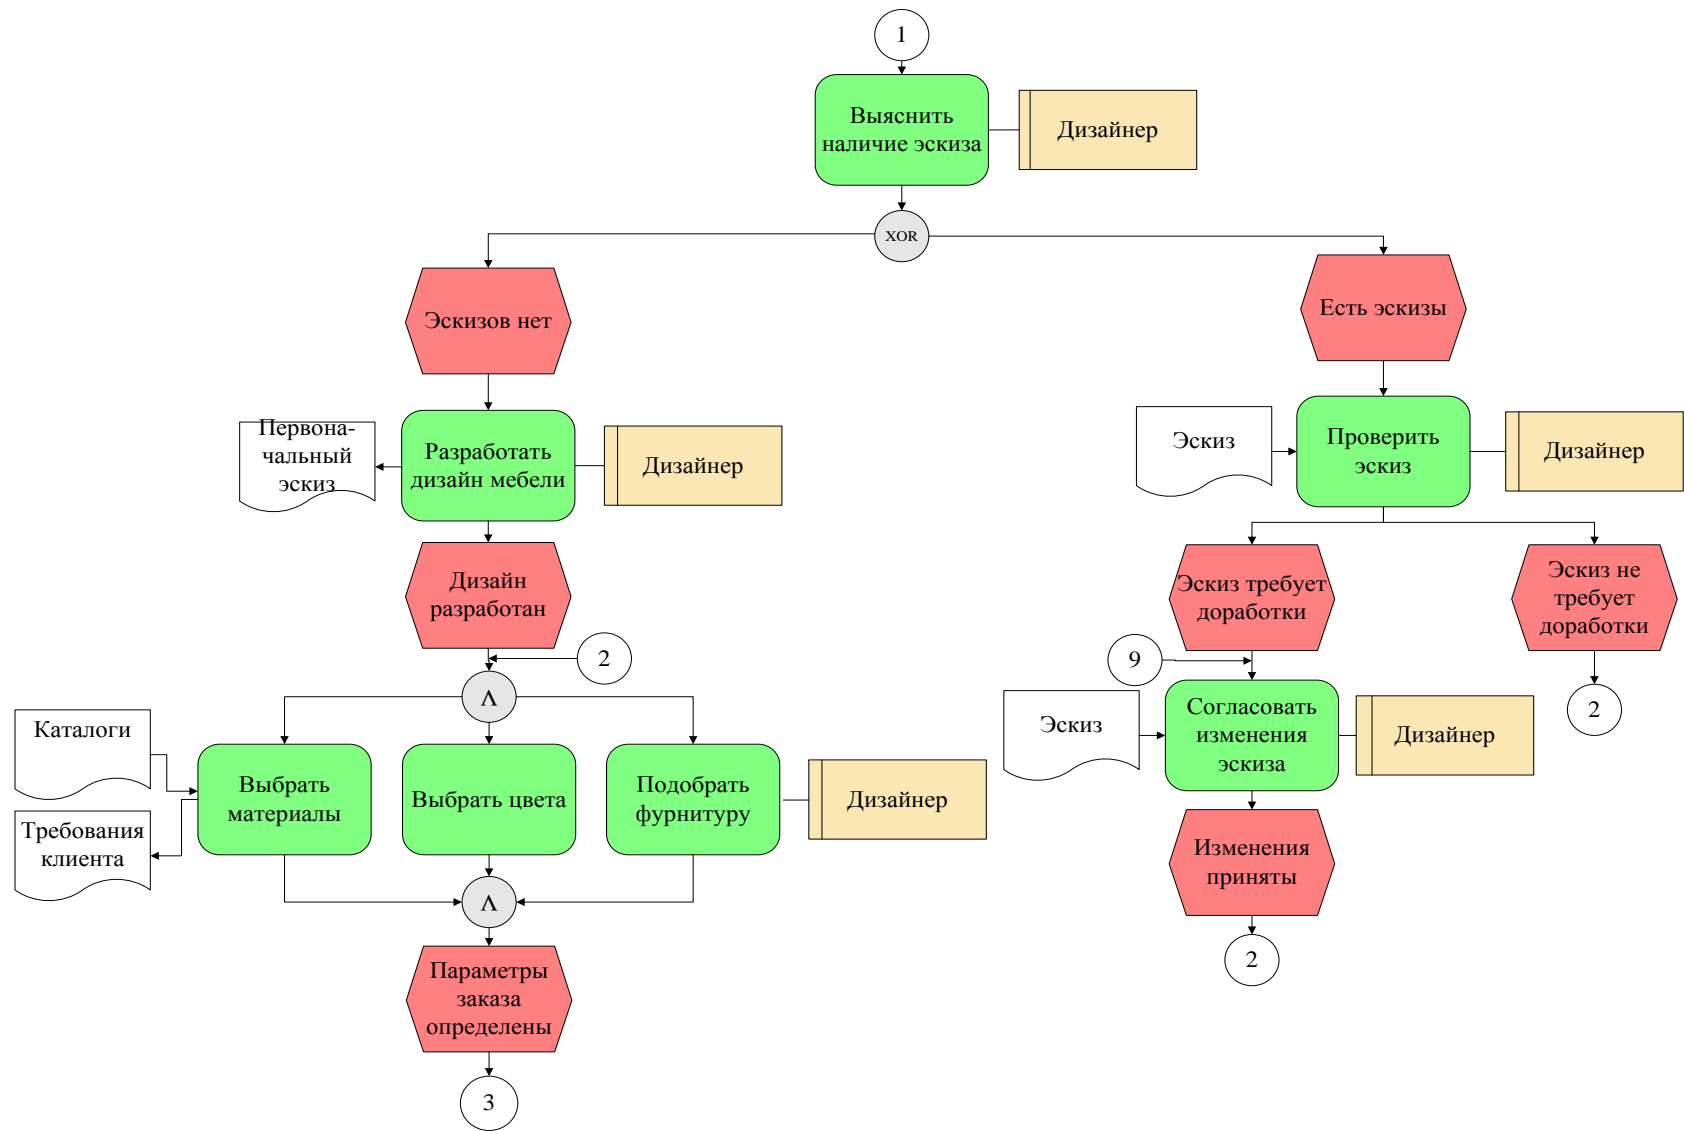 1
Выяснить
наличие эскиза
Дизайнер
XOR
Эскизов нет
Есть эскизы
Первона-
чальный
эскиз
Разработать
дизайн мебели
Дизайнер
Эскиз
Проверить
эскиз
Дизайнер
Дизайн
разработан
Эскиз требует
доработки
Эскиз не
требует
доработки
2
9
Λ
Эскиз
Согласовать
изменения
эскиза
Дизайнер
2
Каталоги
Требования
клиента
Выбрать
материалы
Выбрать цвета
Подобрать
фурнитуру
Дизайнер
Изменения
приняты
Λ
2
Параметры
заказа
определены
3